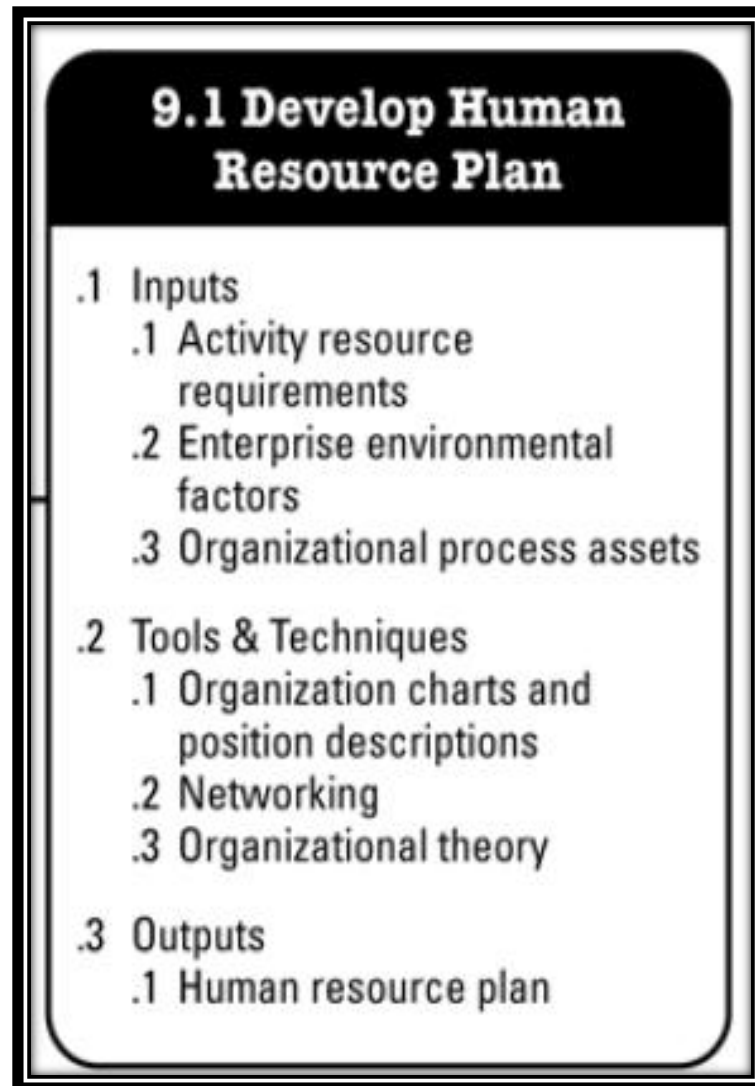 9.1 Develop Human
Resource Plan
.1 Inputs
.1 Activity resource
requirements
.2 Enterprise environmental
factors
.3 Organizational process assets
.2 Tools & Techniques
.1 Organization charts and
position descriptions
.2 Networking
.3 Organizational theory
.3 Outputs
.1 Human resource plan